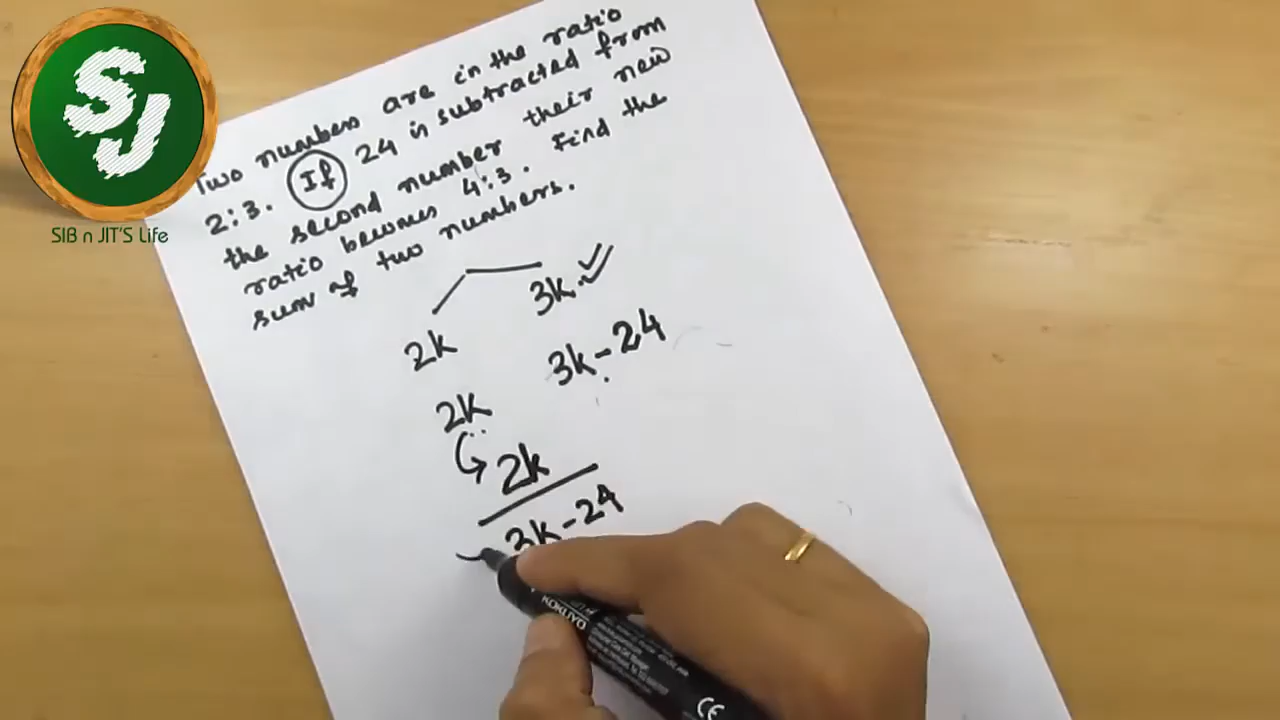 SJ
SIB n JIT'S Life
Two numbers are in the ratio
2:3. If 24 is subtracted from
the second number their new
ratio becomes 4:3. Find the
sum of two numbers.
2k 3k
2k 3k-24
2k
3k-24
DAUKON
CE